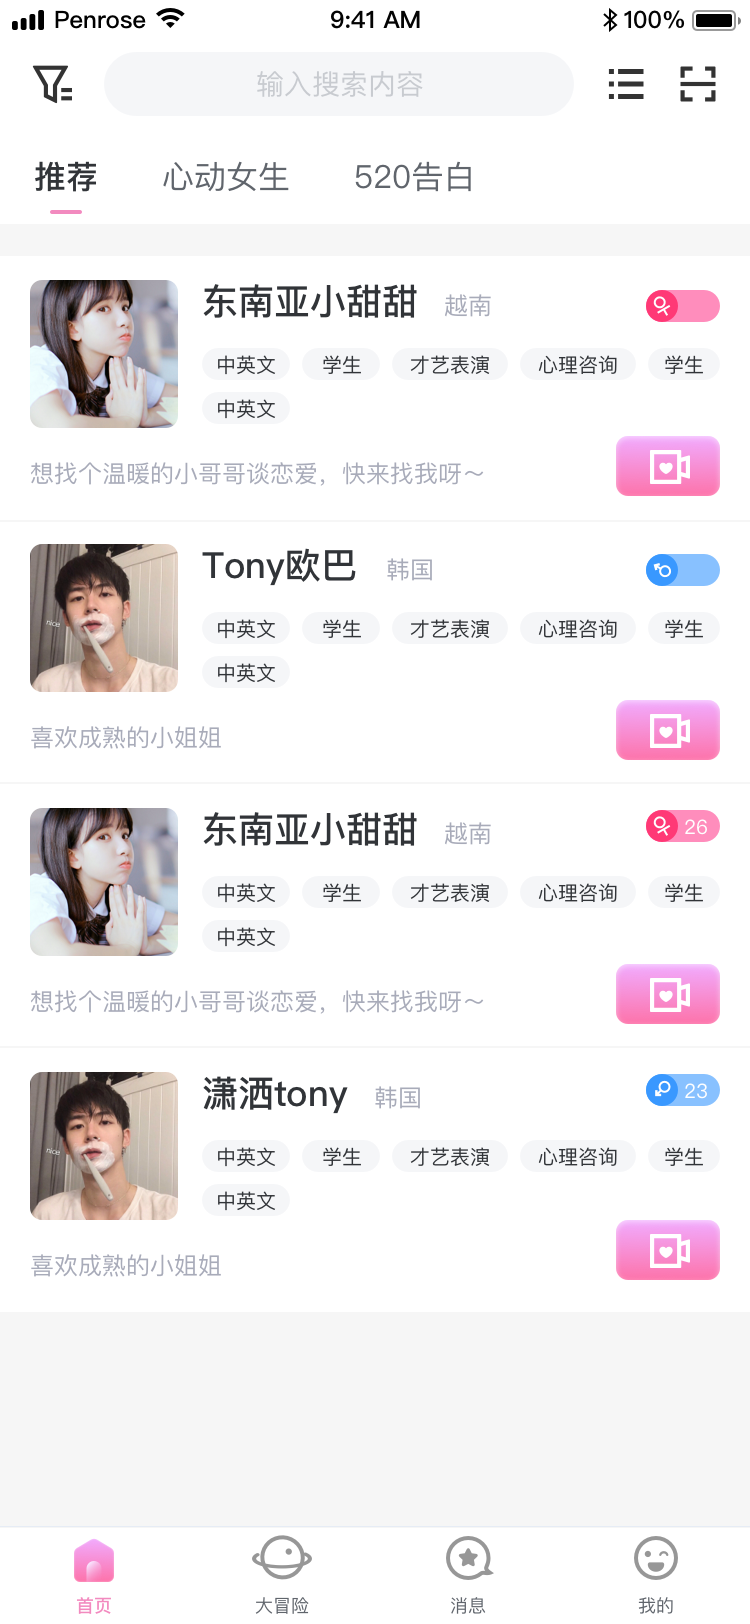 Penrose 9:41 AM 100%
输入搜索内容
推荐 心动女生 520告白
东南亚小甜甜 越南
中英文 学生 才艺表演 心理咨询 学生
中英文
想找个温暖的小哥哥谈恋爱，快来找我呀～
Tony欧巴 韩国
nice
中英文 学生 才艺表演 心理咨询 学生
中英文
喜欢成熟的小姐姐
东南亚小甜甜 越南 26
中英文 学生 才艺表演 心理咨询 学生
中英文
想找个温暖的小哥哥谈恋爱，快来找我呀～
潇洒tony 韩国 23
nice
中英文 学生 才艺表演 心理咨询 学生
中英文
喜欢成熟的小姐姐
首页 大冒险 消息 我的